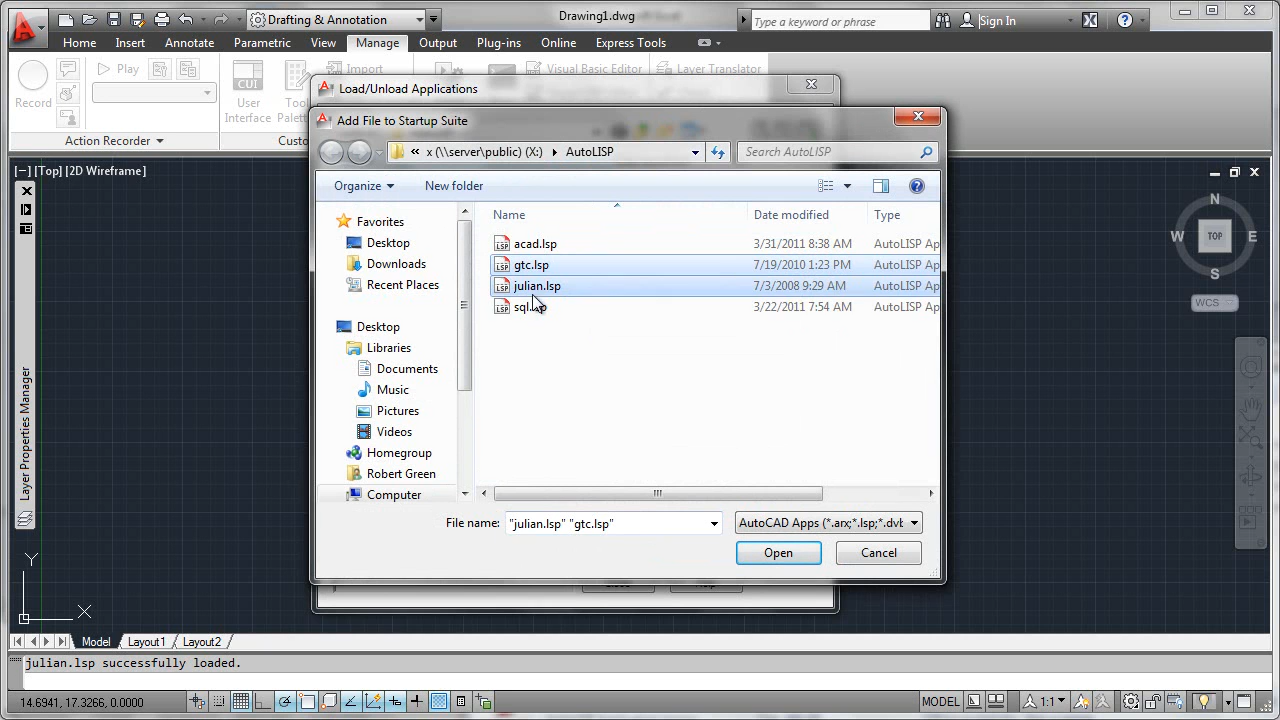 Drafting & Annotation
Drawing1.dwg
Type a keyword or phrase
Sign In
Home Insert Annotate Parametric View Manage Output Plug-ins Online Express Tools
Record
Play
User
Interface
Import
Visual Basic Editor
Layer Translator
Action Recorder
Load/Unload Applications
Add File to Startup Suite
x (\\server\public) (X:) AutoLISP
Search AutoLISP
Organize New folder
Name Date modified Type
acad.lsp 3/31/2011 8:38 AM AutoLISP Ap
gtc.lsp 7/19/2010 1:23 PM AutoLISP Ap
julian.lsp 7/3/2008 9:29 AM AutoLISP Ap
3/22/2011 7:54 AM AutoLISP Ap
Favorites
Desktop
Downloads
Recent Places
Desktop
Libraries
Documents
Music
Pictures
Videos
Homegroup
Robert Green
Computer
File name: "julian.lsp" "gtc.lsp"
AutoCAD Apps (*.arx;*.lsp;*.dvb
Open Cancel
[−] [Top] [2D Wireframe]
Layer Properties Manager
N
W TOP E
S
WCS
Y
X
Model Layout1 Layout2
julian.lsp successfully loaded.
14.6941, 17.3266, 0.0000
MODEL
1:1
CUI
LSP
LSP
LSP
LSP